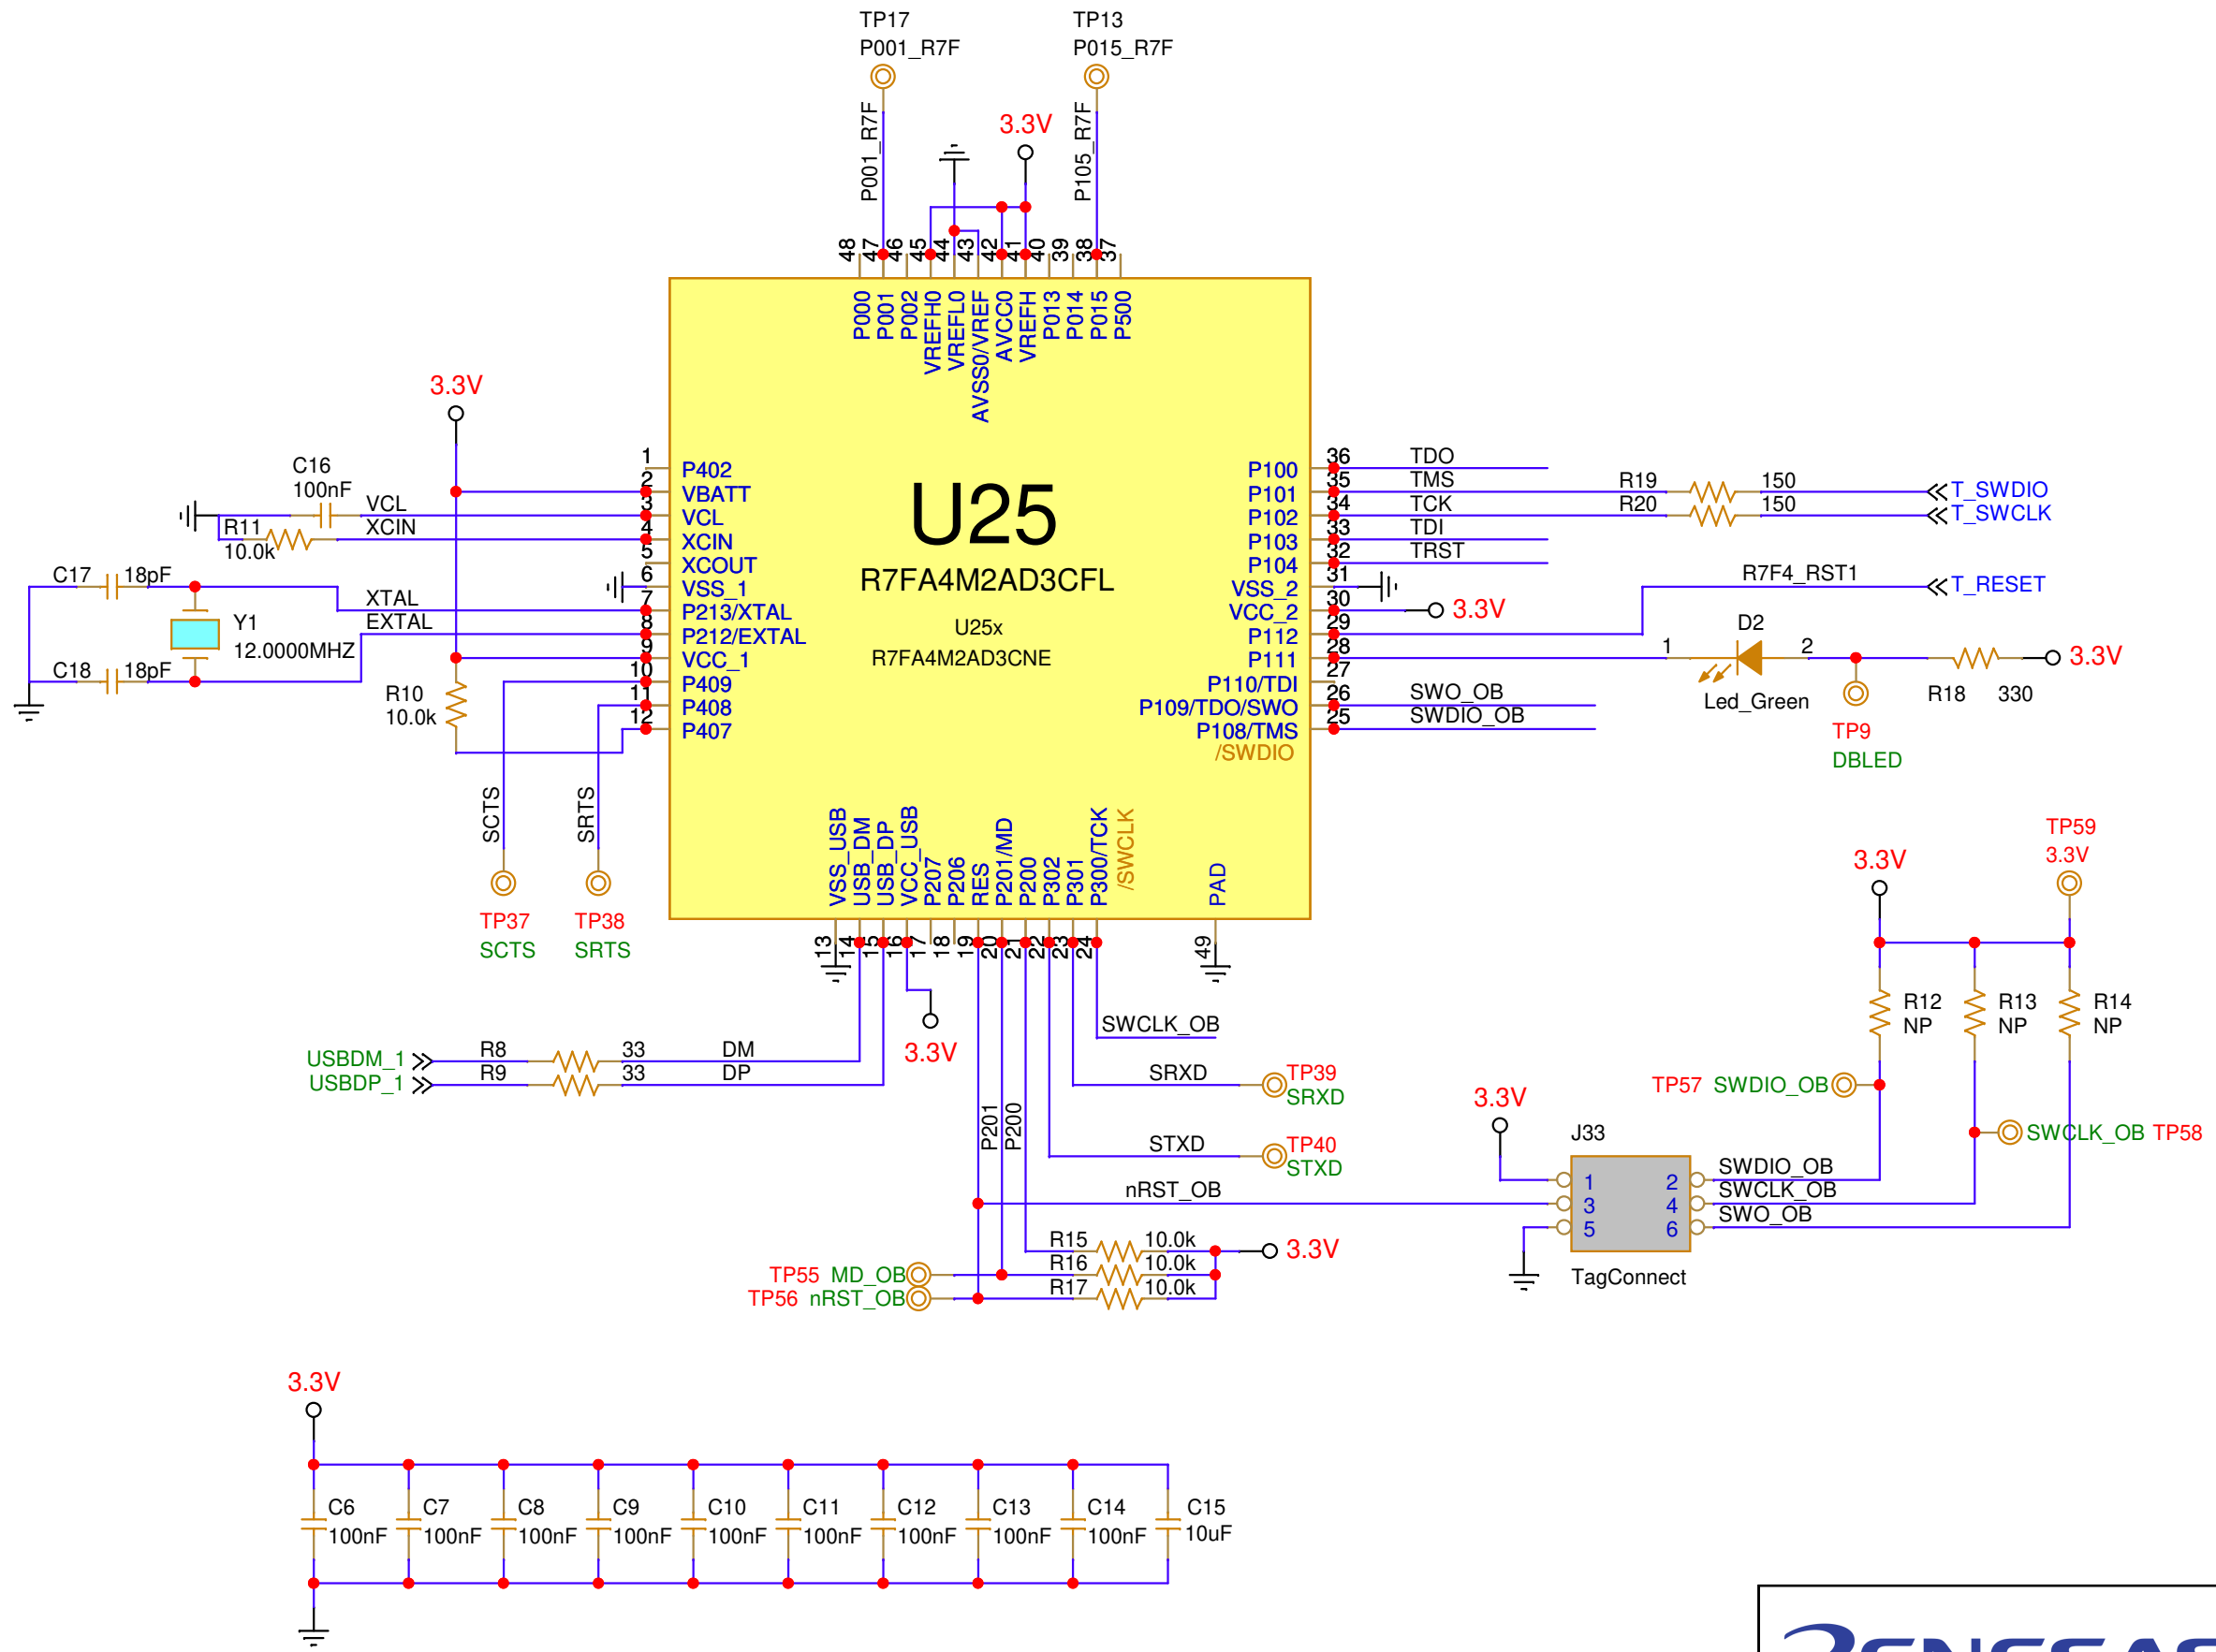 TP17
P001_R7F
TP13
P015_R7F
P001_R7F
3.3V
P105_R7F
48
47
46
45
44
43
42
41
40
39
38
37
P000
P001
P002
VREFH0
VREFL0
AVSS0/VREF
AVCC0
VREFH
P013
P014
P015
P500
U25
R7FA4M2AD3CFL
U25x
R7FA4M2AD3CNE
3.3V
C16
100nF
VCL
R11
10.0k
XCIN
C17
18pF
XTAL
EXTAL
Y1
12.0000MHZ
C18
18pF
R10
10.0k
1 P402
2 VBATT
3 VCL
4 XCIN
5 XCOUT
6 VSS_1
7 P213/XTAL
8 P212/EXTAL
9 VCC_1
10 P409
11 P408
12 P407
SCTS
SRTS
TP37
SCTS
TP38
SRTS
P100 36 TDO
P101 35 TMS
P102 34 TCK
P103 33 TDI
P104 32 TRST
VSS_2 31
VCC_2 30 3.3V
P112 29
P111 28
P110/TDI 27
P109/TDO/SWO 26 SWO_OB
P108/TMS 25 SWDIO_OB
/SWDIO
R19 150 T_SWDIO
R20 150 T_SWCLK
R7F4_RST1 T_RESET
D2
1 2
Led_Green
3.3V
R18 330
TP9
DBLED
VSS_USB
USB_DM
USB_DP
VCC_USB
P207
P206
RES
P201/MD
P200
P302
P301
P300/TCK
/SWCLK
PAD
13
14
15
16
17
18
19
20
21
22
23
24
49
3.3V
USBDM_1 R8 33 DM
USBDP_1 R9 33 DP
SWCLK_OB
SRXD
TP39
SRXD
P201
P200
STXD
TP40
STXD
nRST_OB
R15 10.0k 3.3V
TP55 MD_OB R16 10.0k
TP56 nRST_OB R17 10.0k
TP59
3.3V
3.3V
R12
NP
R13
NP
R14
NP
TP57 SWDIO_OB
SWCLK_OB TP58
3.3V
J33
1 2 SWDIO_OB
3 4 SWCLK_OB
5 6 SWO_OB
TagConnect
3.3V
C6
100nF
C7
100nF
C8
100nF
C9
100nF
C10
100nF
C11
100nF
C12
100nF
C13
100nF
C14
100nF
C15
10uF